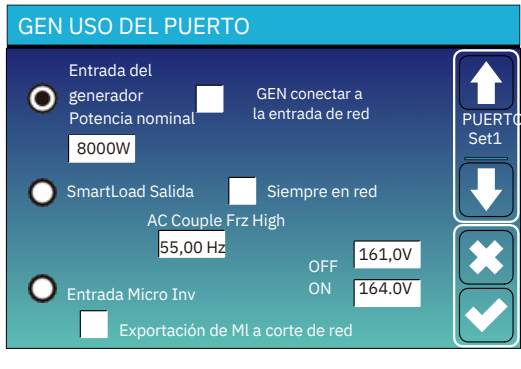 GEN USO DEL PUERTO
Entrada del
generador
Potencia nominal
8000W
GEN conectar a
la entrada de red
PUERTO
Set1
SmartLoad Salida
Siempre en red
AC Couple Frz High
55,00 Hz
OFF
161,0V
ON
164.0V
Entrada Micro Inv
Exportación de Ml a corte de red